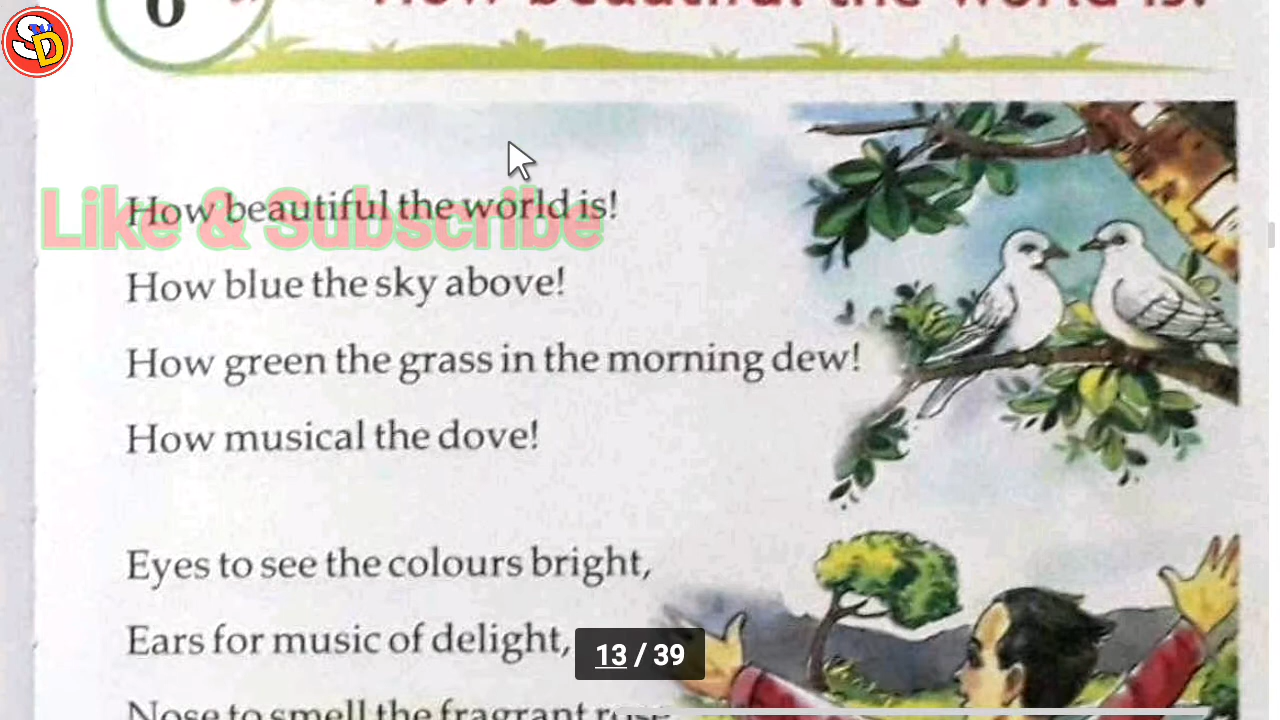 SD
6
How beautiful the world is!
Like & Subscribe
How beautiful the world is!
How blue the sky above!
How green the grass in the morning dew!
How musical the dove!
Eyes to see the colours bright,
Ears for music of delight,
13 / 39
Nose to smell the fragrant rose